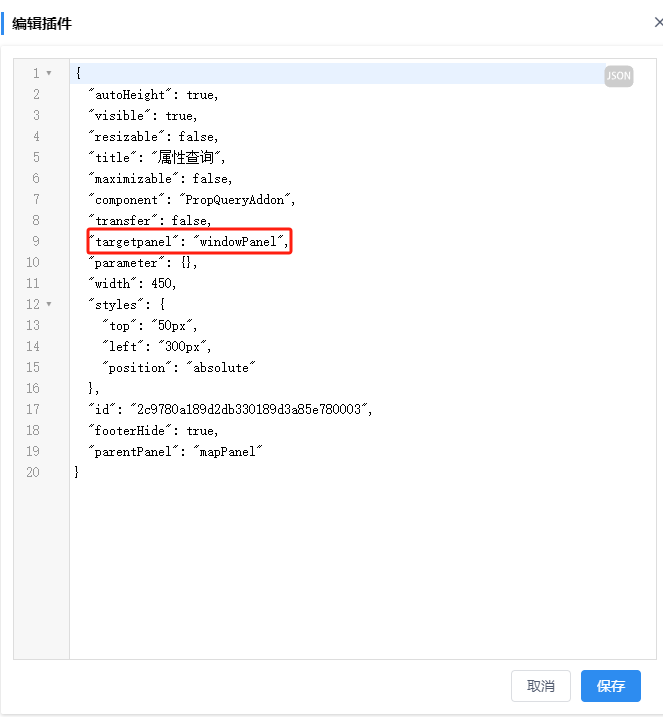 编辑插件
1 {
JSON
2 "autoHeight": true,
3 "visible": true,
4 "resizable": false,
5 "title": "属性查询",
6 "maximizable": false,
7 "component": "PropQueryAddon",
8 "transfer": false,
9 "targetpanel": "windowPanel",
10 "parameter": {},
11 "width": 450,
12 "styles": {
13 "top": "50px",
14 "left": "300px",
15 "position": "absolute"
16 },
17 "id": "2c9780a189d2db330189d3a85e780003",
18 "footerHide": true,
19 "parentPanel": "mapPanel"
20 }
取消
保存